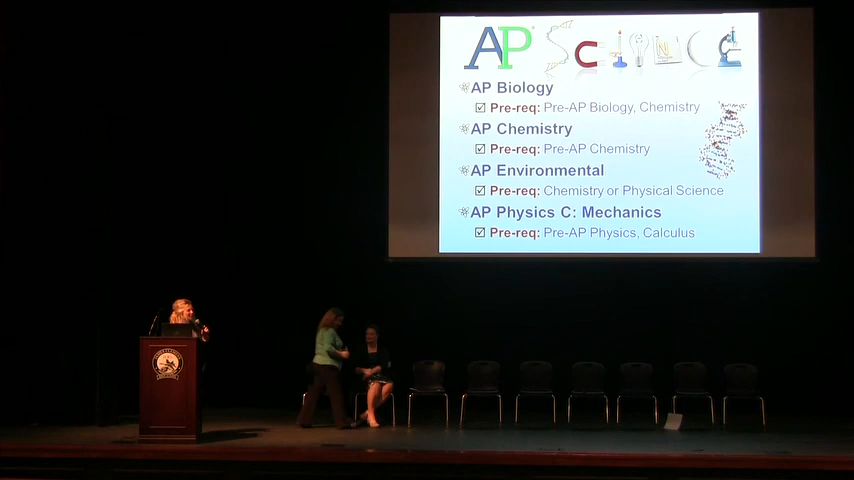 AP Science
AP Biology
Pre-req: Pre-AP Biology, Chemistry
AP Chemistry
Pre-req: Pre-AP Chemistry
AP Environmental
Pre-req: Chemistry or Physical Science
AP Physics C: Mechanics
Pre-req: Pre-AP Physics, Calculus